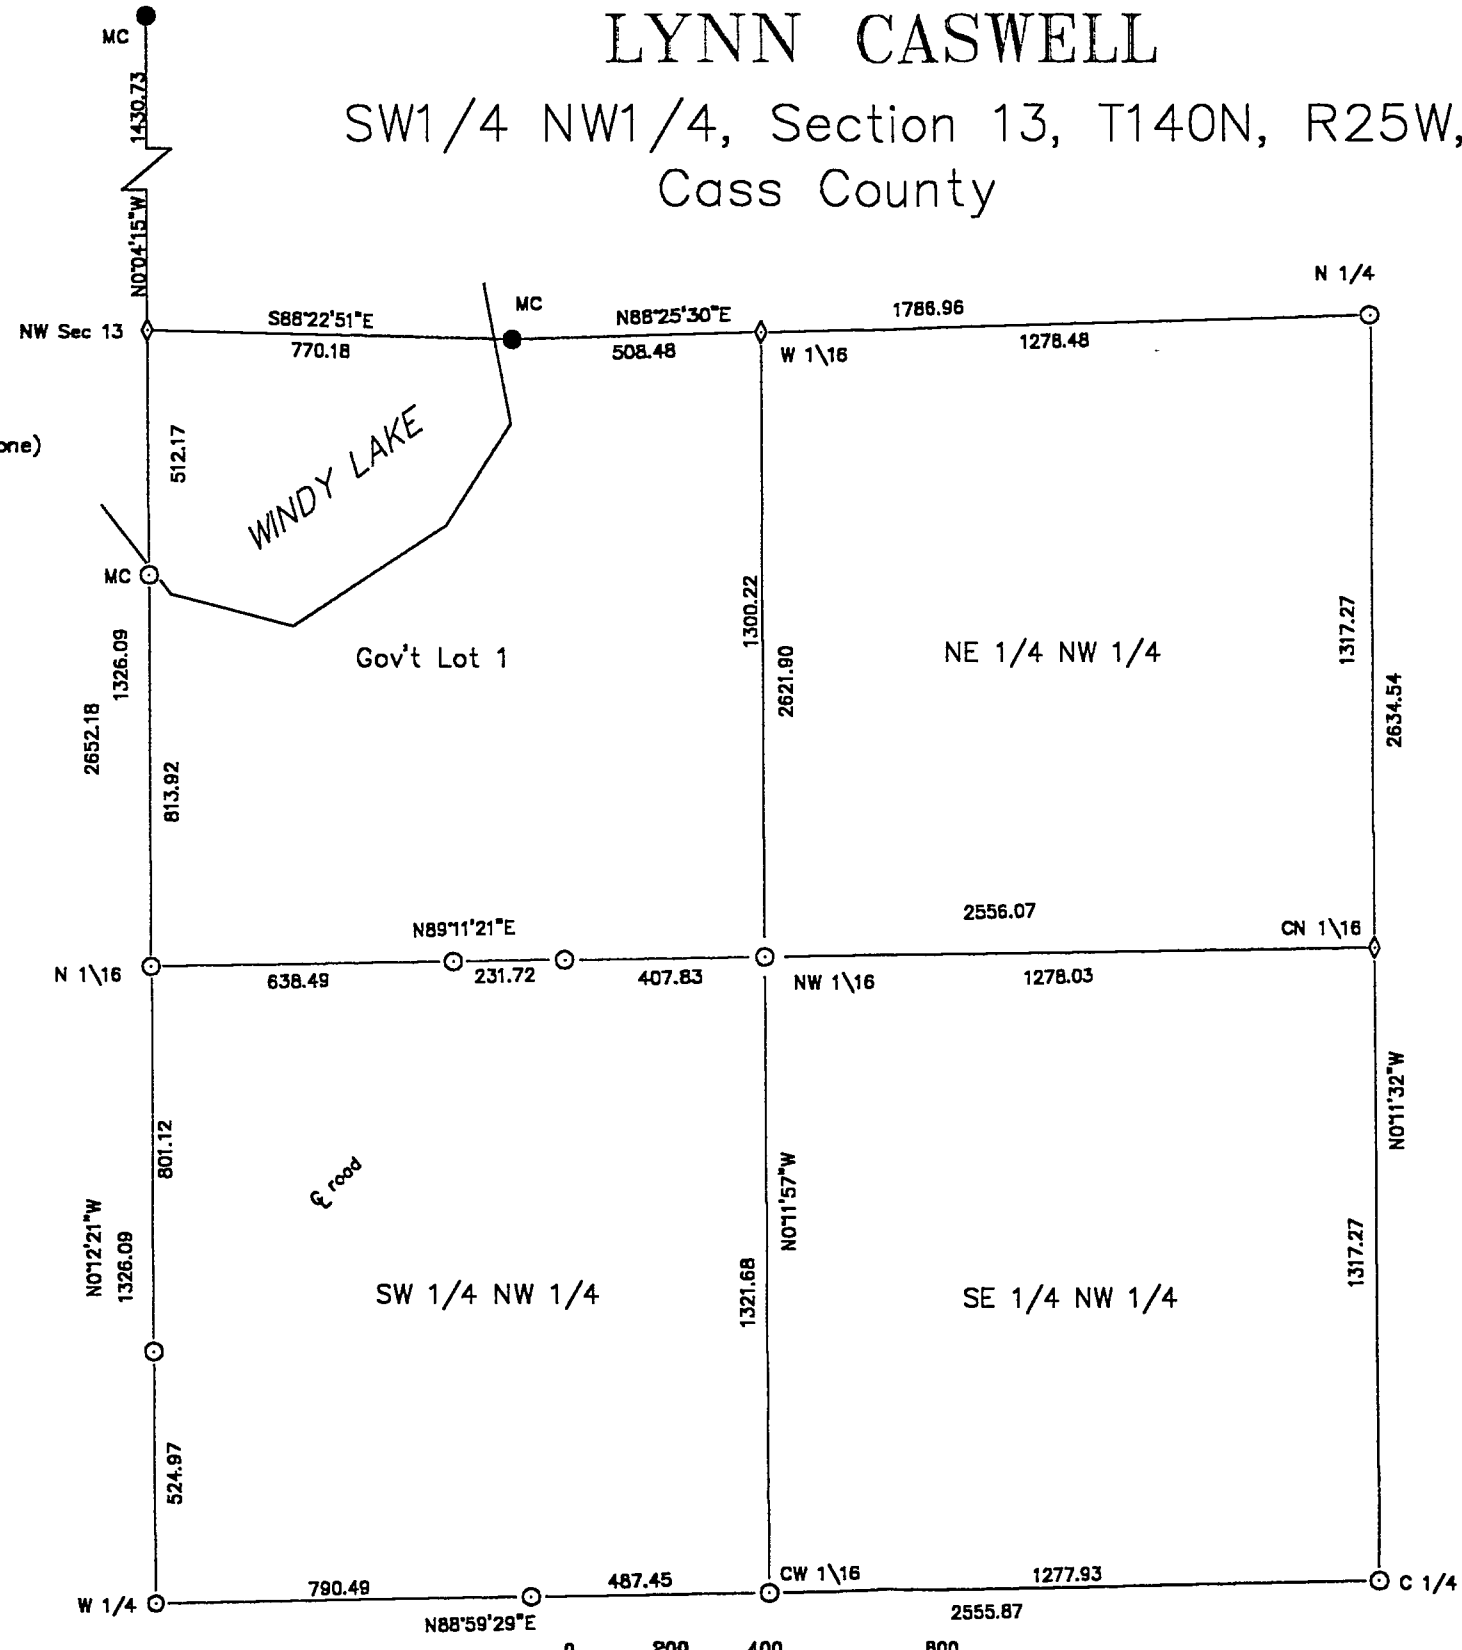 LYNN CASWELL
SW1/4 NW1/4, Section 13, T140N, R25W,
Cass County
MC
1430.73
N0°04'15"W
N 1/4
MC
NW Sec 13
S88°22'51"E
770.18
N88°25'30"E
508.48
1786.96
1278.48
W 1\16
one)
512.17
WINDY LAKE
MC
1326.09
2652.18
813.92
Gov't Lot 1
1300.22
2621.90
NE 1/4 NW 1/4
1317.27
2634.54
N 1\16
N89°11'21"E
638.49
231.72
407.83
NW 1\16
2556.07
1278.03
CN 1\16
801.12
N0°12'21"W
1326.09
℄ road
SW 1/4 NW 1/4
N0°11'57"W
1321.68
SE 1/4 NW 1/4
N0°11'32"W
1317.27
524.97
W 1/4
790.49
N88°59'29"E
487.45
CW 1\16
1277.93
2555.87
C 1/4
0 200 400 800